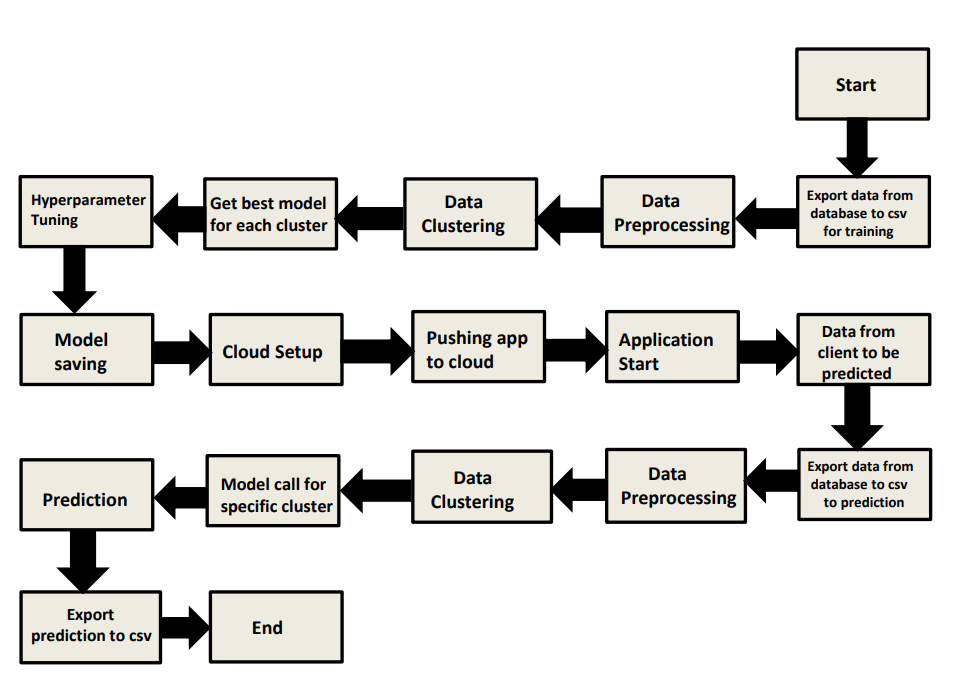 Start
Export data from
database to csv
for training
Data
Preprocessing
Data
Clustering
Get best model
for each cluster
Hyperparameter
Tuning
Model
saving
Cloud Setup
Pushing app
to cloud
Application
Start
Data from
client to be
predicted
Export data from
database to csv
to prediction
Data
Preprocessing
Data
Clustering
Model call for
specific cluster
Prediction
Export
prediction to csv
End